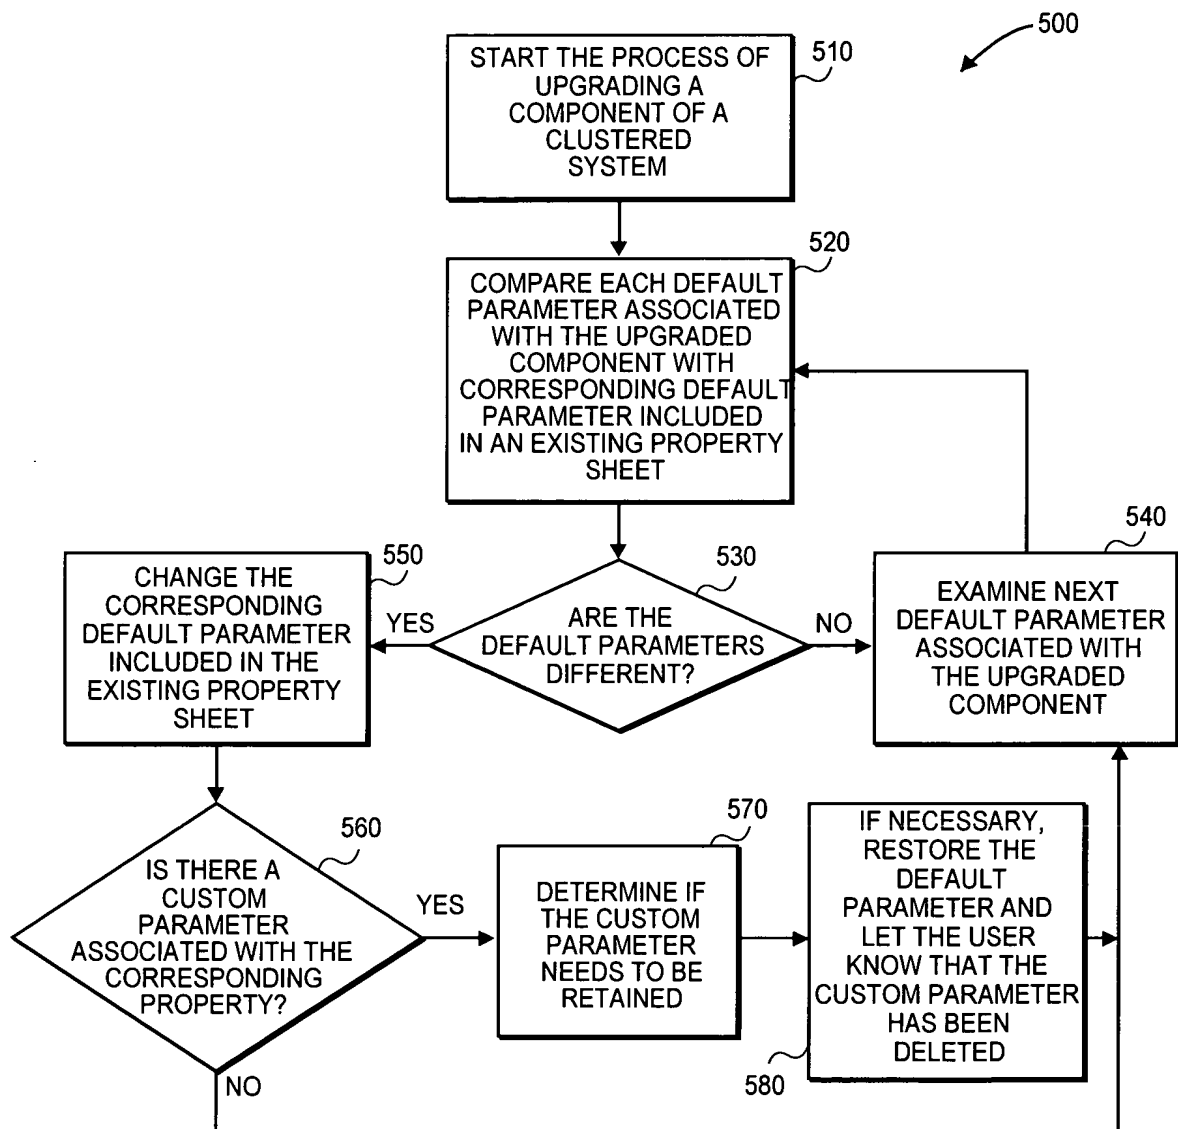 500
START THE PROCESS OF
UPGRADING A
COMPONENT OF A
CLUSTERED
SYSTEM
510
COMPARE EACH DEFAULT
PARAMETER ASSOCIATED
WITH THE UPGRADED
COMPONENT WITH
CORRESPONDING DEFAULT
PARAMETER INCLUDED
IN AN EXISTING PROPERTY
SHEET
520
ARE THE
DEFAULT PARAMETERS
DIFFERENT?
530
YES
NO
EXAMINE NEXT
DEFAULT PARAMETER
ASSOCIATED WITH
THE UPGRADED
COMPONENT
540
CHANGE THE
CORRESPONDING
DEFAULT PARAMETER
INCLUDED IN THE
EXISTING PROPERTY
SHEET
550
IS THERE A
CUSTOM
PARAMETER
ASSOCIATED WITH THE
CORRESPONDING
PROPERTY?
560
YES
NO
DETERMINE IF
THE CUSTOM
PARAMETER
NEEDS TO BE
RETAINED
570
IF NECESSARY,
RESTORE THE
DEFAULT
PARAMETER AND
LET THE USER
KNOW THAT THE
CUSTOM PARAMETER
HAS BEEN
DELETED
580